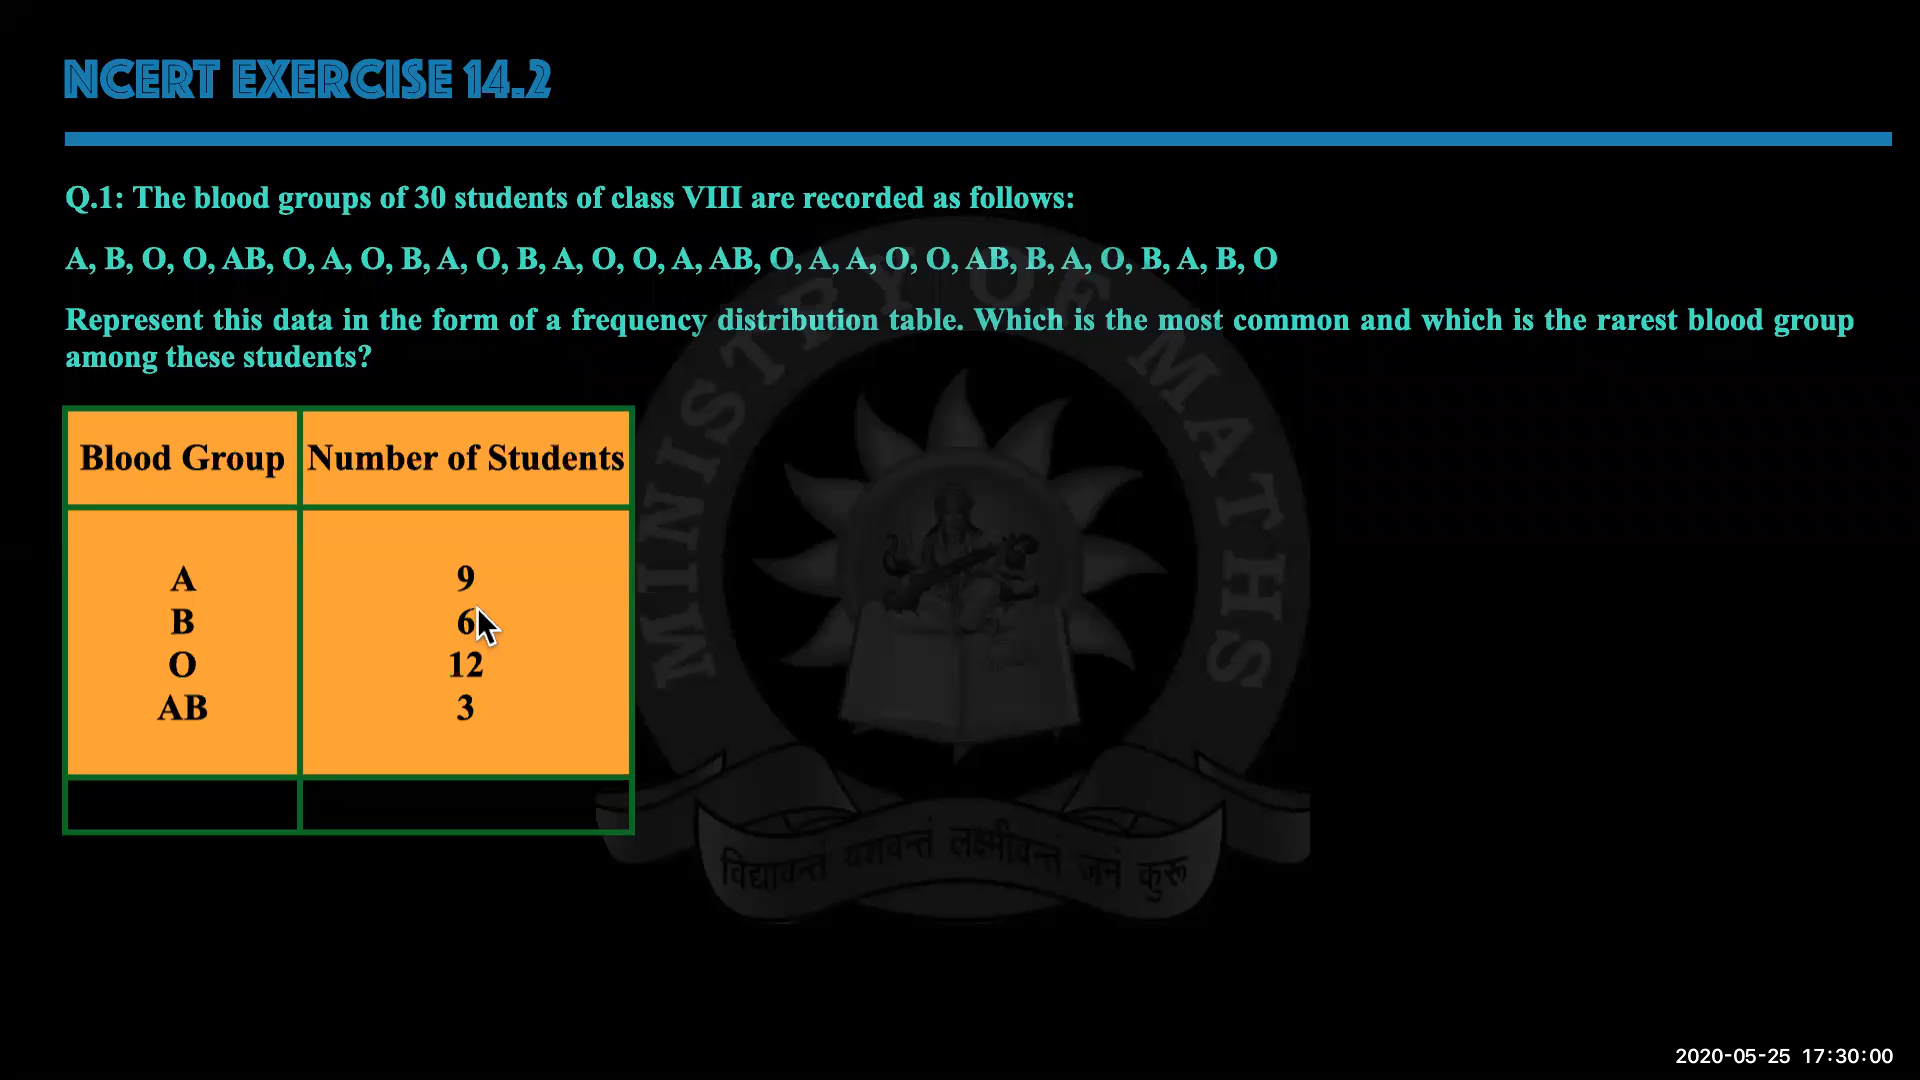 NCERT EXERCISE 14.2
Q.1: The blood groups of 30 students of class VIII are recorded as follows:
A, B, O, O, AB, O, A, O, B, A, O, B, A, O, O, A, AB, O, A, A, O, O, AB, B, A, O, B, A, B, O
Represent this data in the form of a frequency distribution table. Which is the most common and which is the rarest blood group
among these students?
Blood Group Number of Students
A 9
B 6
O 12
AB 3
MINISTRY OF MATHS
विद्यावन्तं यशवन्तं लक्ष्मीवन्तं जनं कुरू
2020-05-25 17:30:00